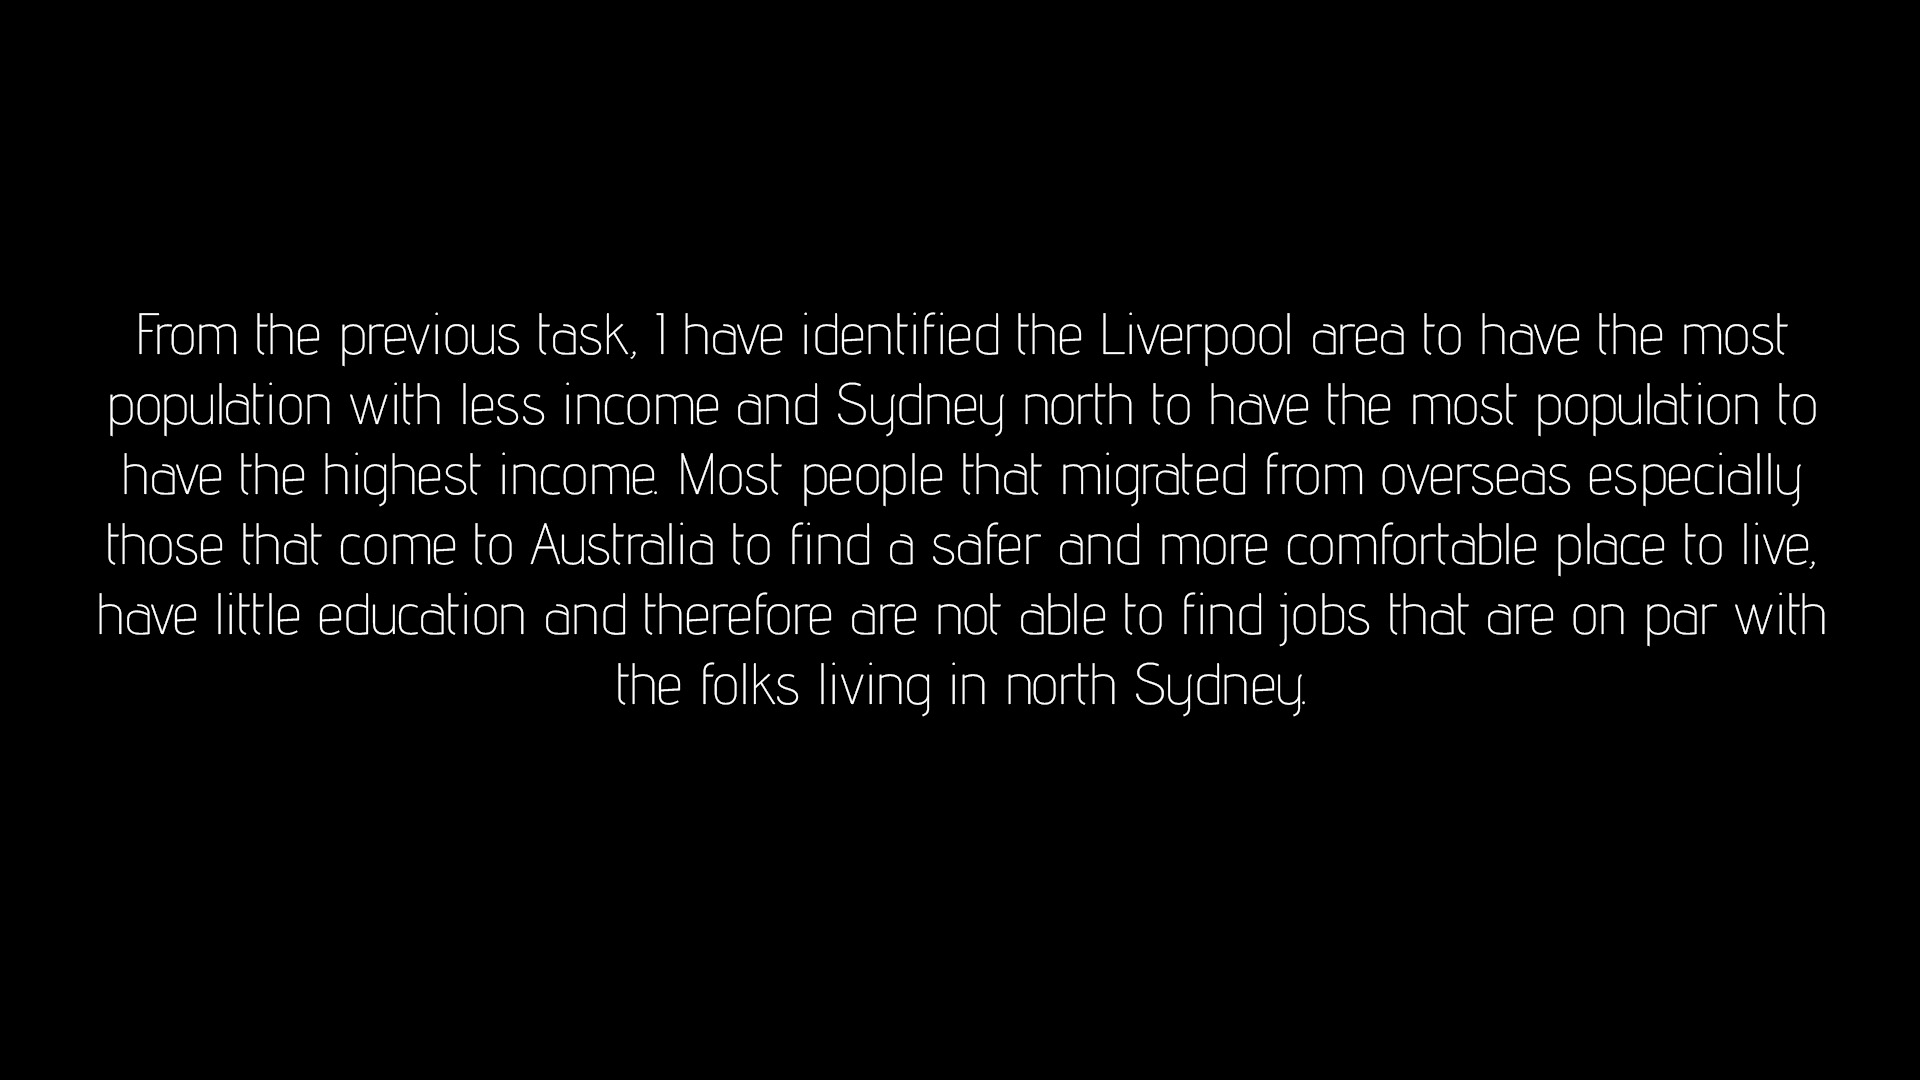 From the previous task, I have identified the Liverpool area to have the most
population with less income and Sydney north to have the most population to
have the highest income. Most people that migrated from overseas especially
those that come to Australia to find a safer and more comfortable place to live,
have little education and therefore are not able to find jobs that are on par with
the folks living in north Sydney.